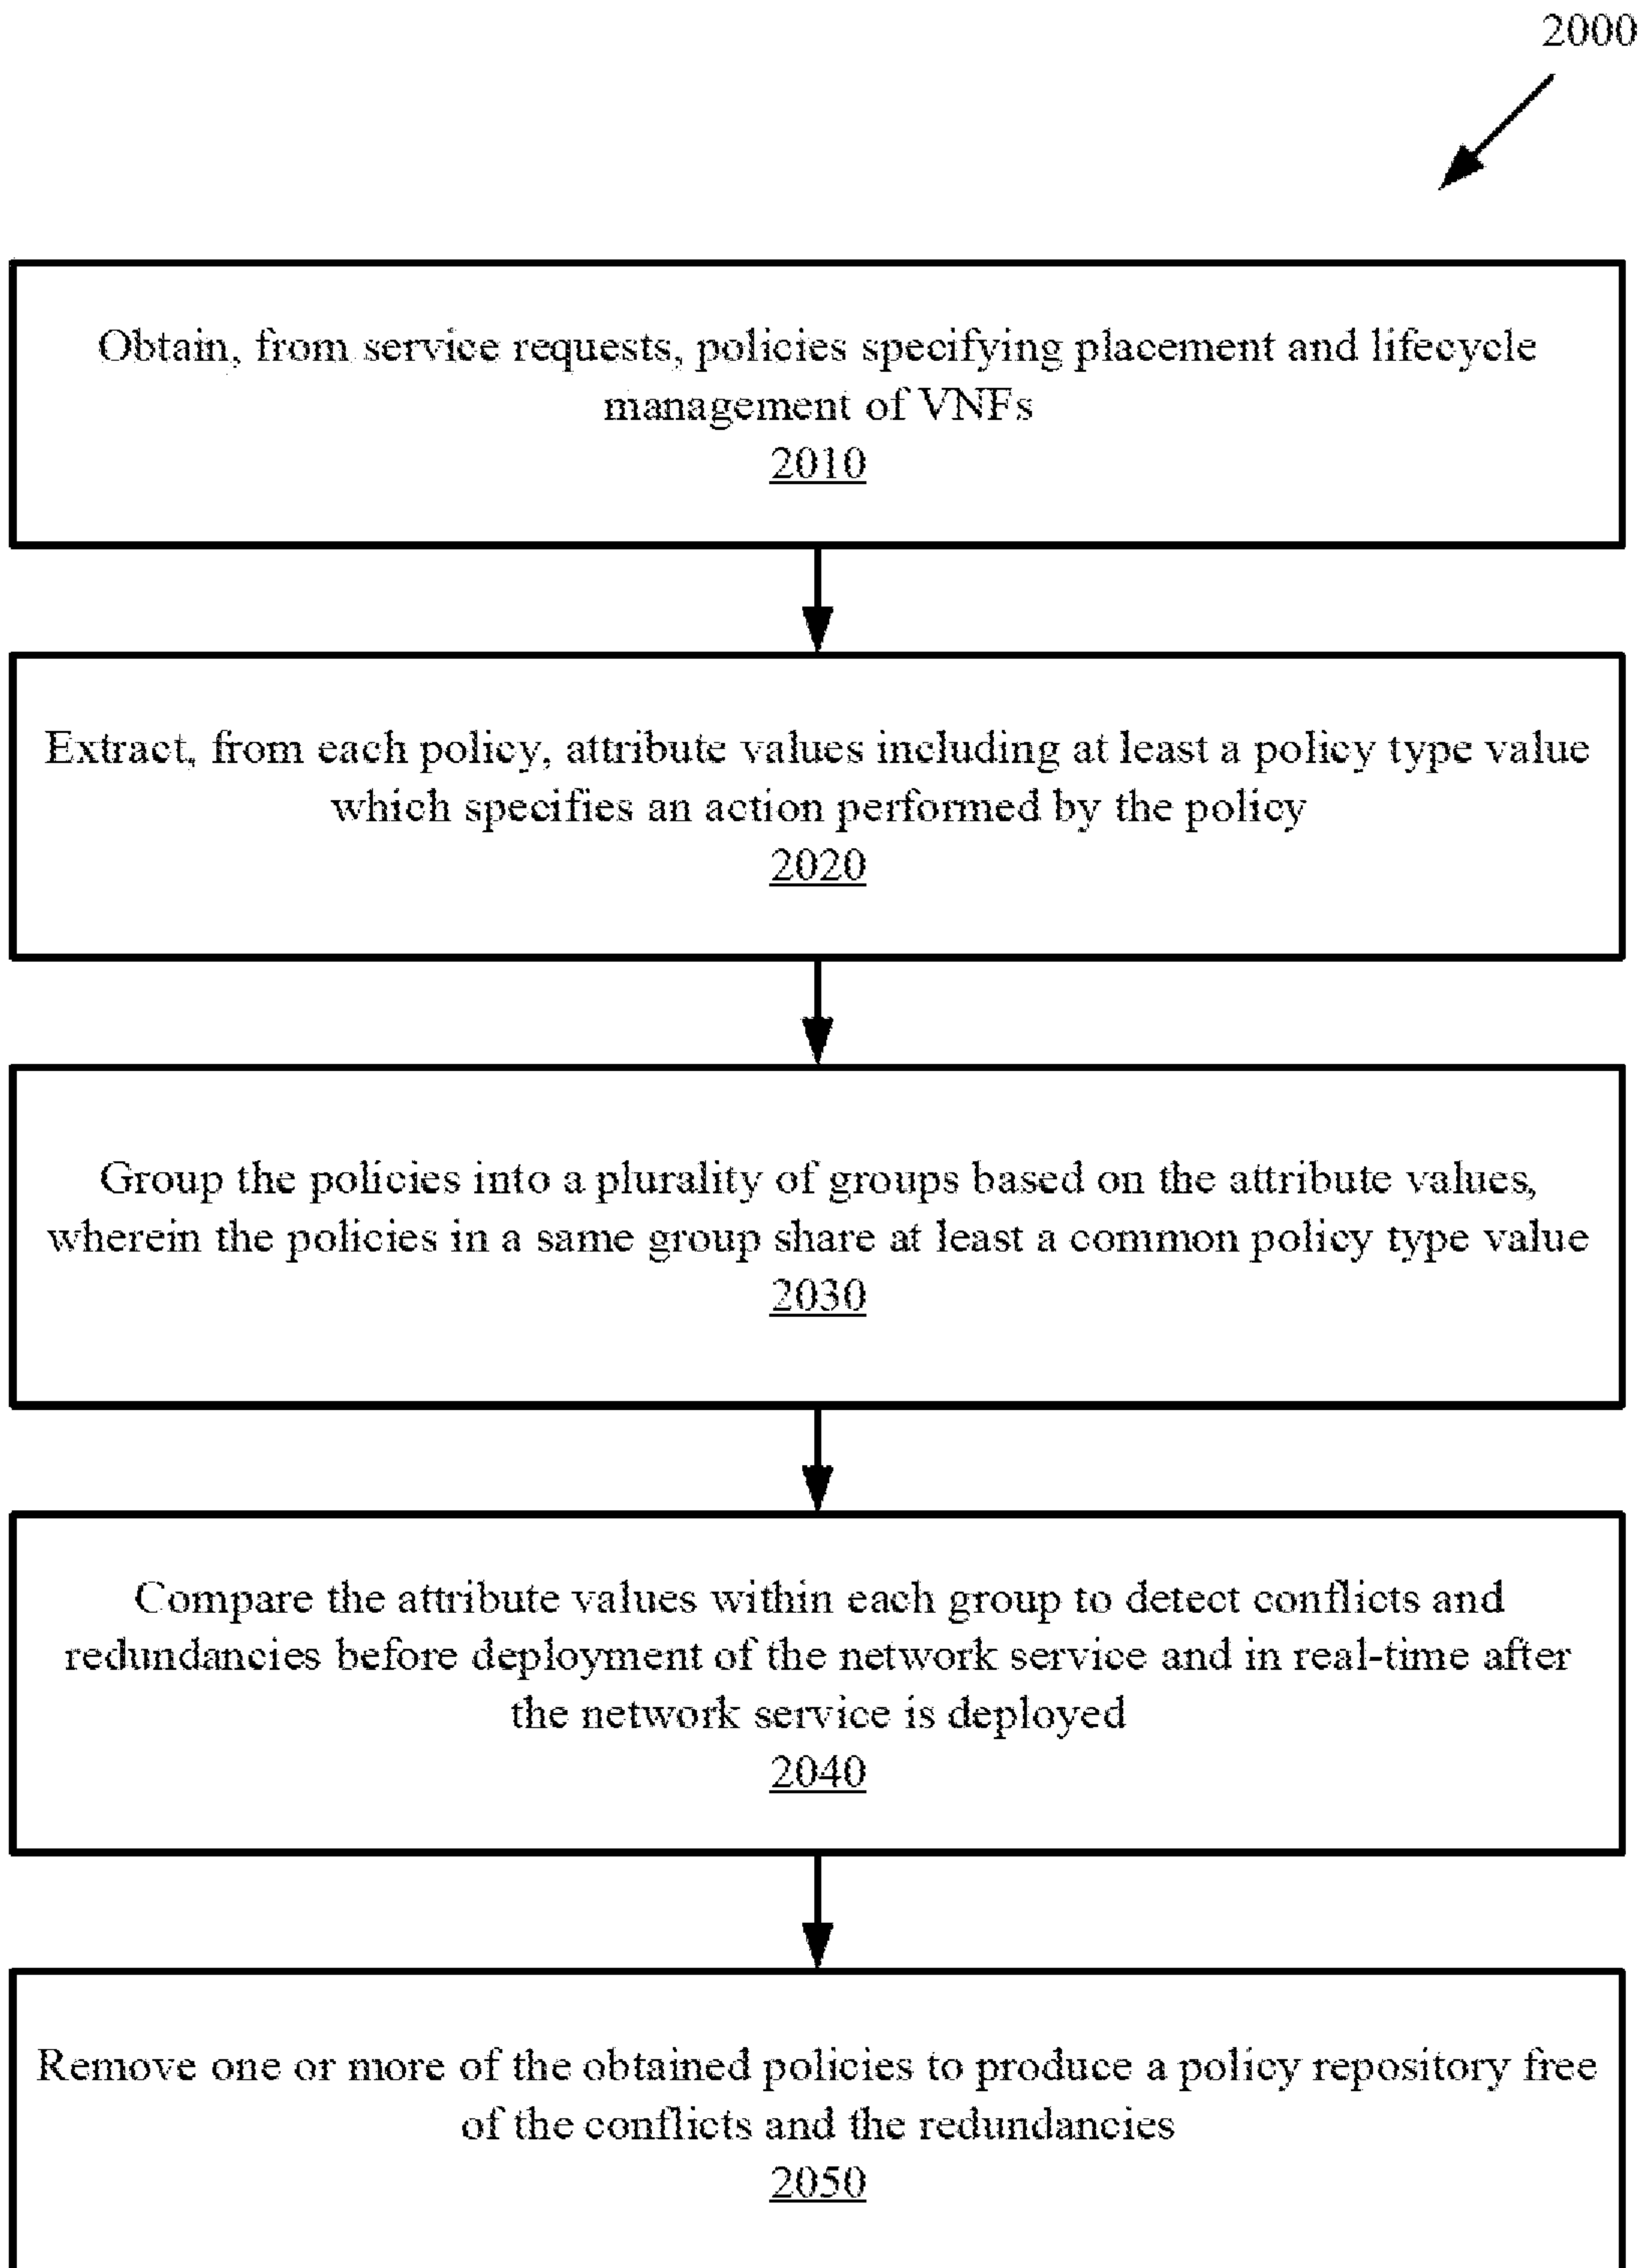 2000
Obtain, from service requests, policies specifying placement and lifecycle
management of VNFs
2010
Extract, from each policy, attribute values including at least a policy type value
which specifies an action performed by the policy
2020
Group the policies into a plurality of groups based on the attribute values,
wherein the policies in a same group share at least a common policy type value
2030
Compare the attribute values within each group to detect conflicts and
redundancies before deployment of the network service and in real-time after
the network service is deployed
2040
Remove one or more of the obtained policies to produce a policy repository free
of the conflicts and the redundancies
2050